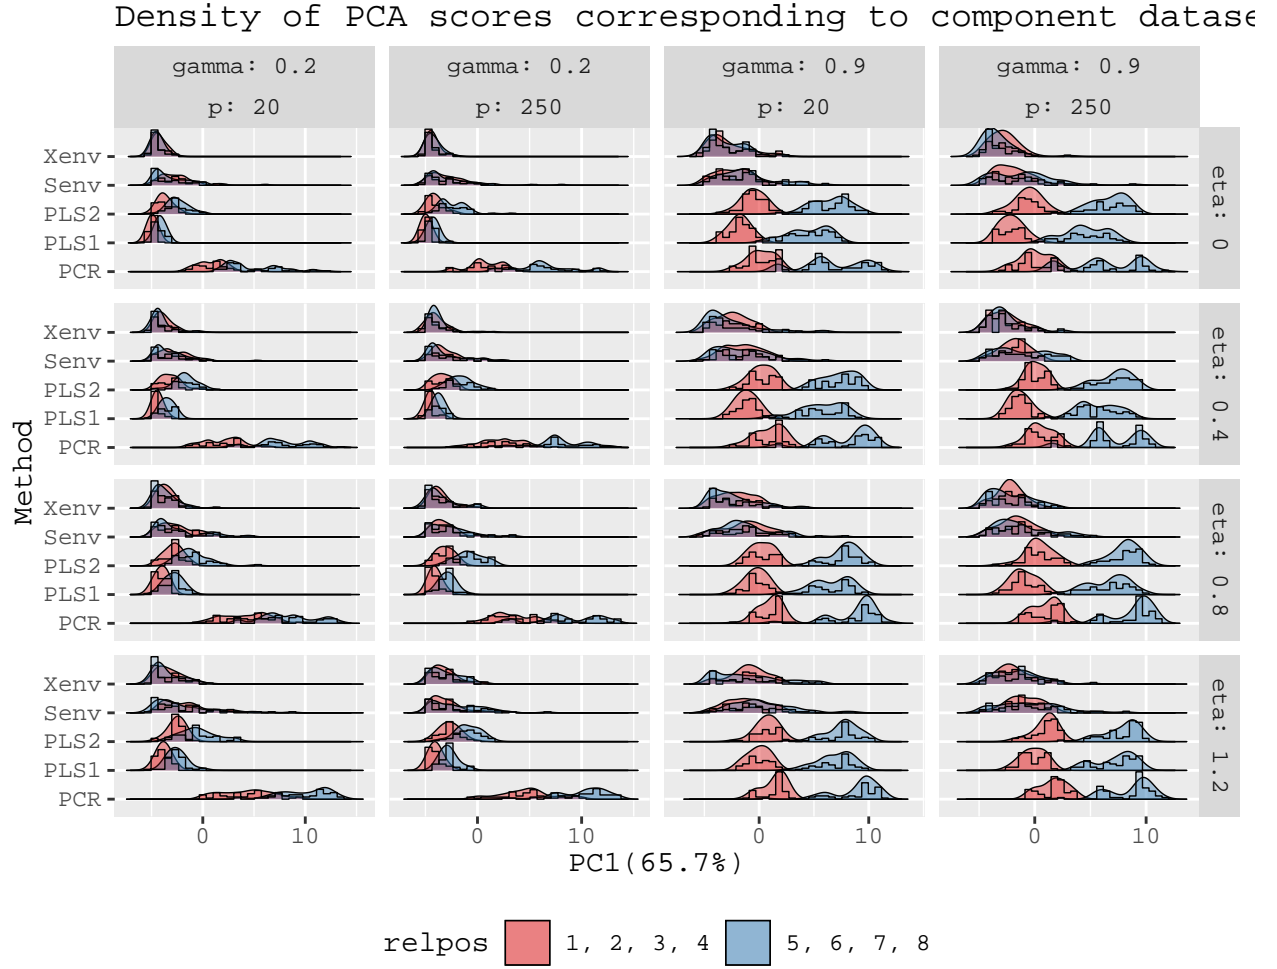 Density of PCA scores corresponding to component datase
gamma: 0.2
gamma: 0.2
gamma: 0.9
gamma: 0.9
p: 20
p: 250
p: 20
p: 250
Xenv
Senv
PLS2
PLS1
PCR
eta: 0
Xenv
Senv
PLS2
PLS1
PCR
eta: 0.4
Xenv
Senv
PLS2
PLS1
PCR
eta: 0.8
Xenv
Senv
PLS2
PLS1
PCR
eta: 1.2
Method
0 10 0 10 0 10 0 10
PC1(65.7%)
relpos 1, 2, 3, 4 5, 6, 7, 8